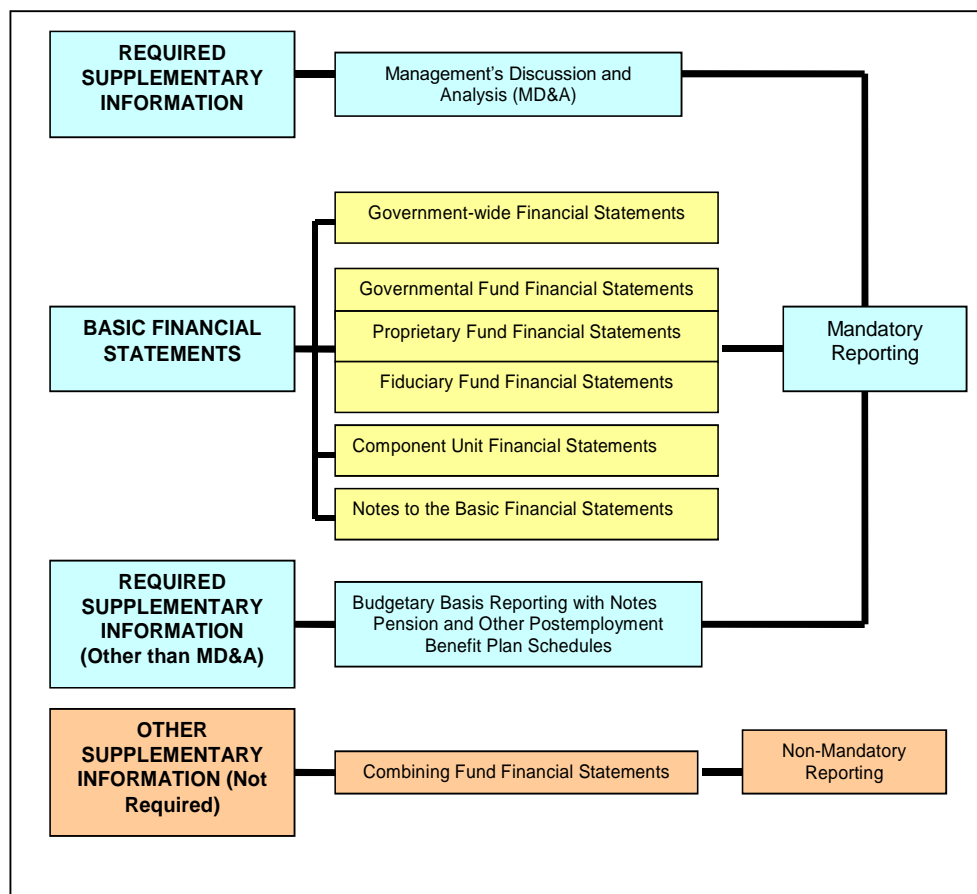 REQUIRED
SUPPLEMENTARY
INFORMATION
Management’s Discussion and
Analysis (MD&A)
Government-wide Financial Statements
Governmental Fund Financial Statements
BASIC FINANCIAL
STATEMENTS
Proprietary Fund Financial Statements
Mandatory
Reporting
Fiduciary Fund Financial Statements
Component Unit Financial Statements
Notes to the Basic Financial Statements
REQUIRED
SUPPLEMENTARY
INFORMATION
(Other than MD&A)
Budgetary Basis Reporting with Notes
Pension and Other Postemployment
Benefit Plan Schedules
OTHER
SUPPLEMENTARY
INFORMATION (Not
Required)
Combining Fund Financial Statements
Non-Mandatory
Reporting